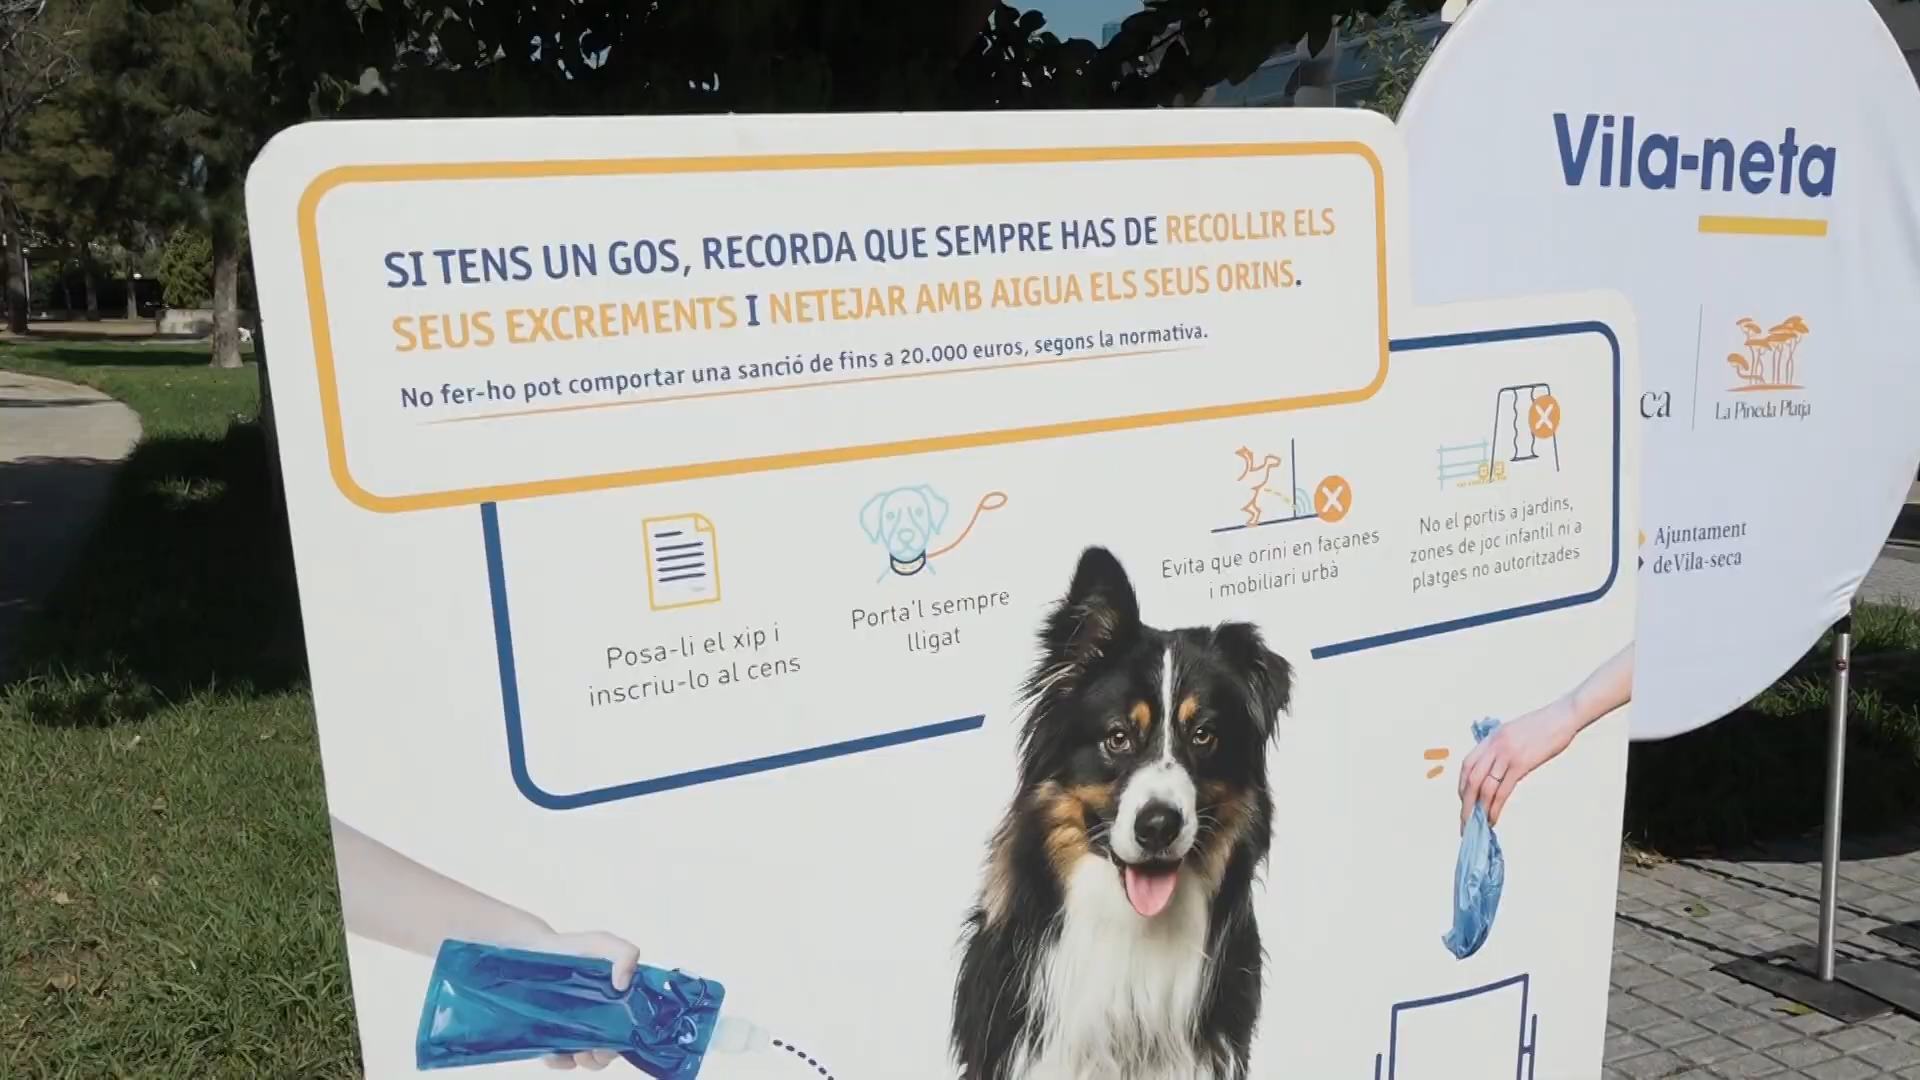 SI TENS UN GOS, RECORDA QUE SEMPRE HAS DE RECOLLIR ELS
SEUS EXCREMENTS I NETEJAR AMB AIGUA ELS SEUS ORINS.
No fer-ho pot comportar una sanció de fins a 20.000 euros, segons la normativa.
Posa-li el xip i
inscriu-lo al cens
Porta'l sempre
lligat
Evita que orini en façanes
i mobiliari urbà
No el portis a jardins,
zones de joc infantil ni a
platges no autoritzades
Vila-neta
ca
La Pineda Platja
Ajuntament
de Vila-seca